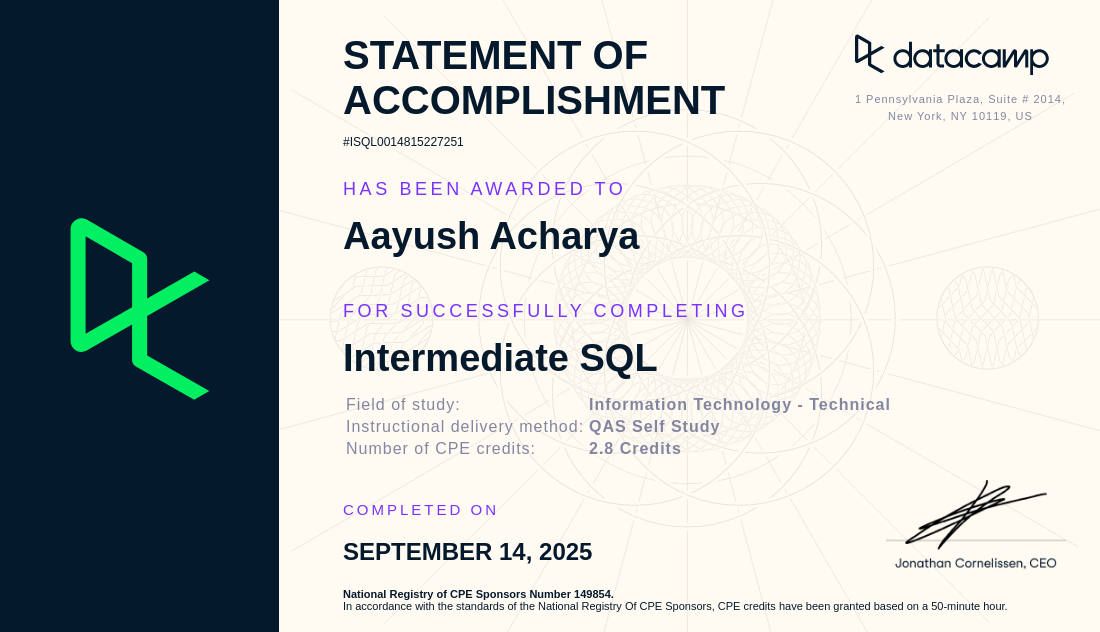 STATEMENT OF
ACCOMPLISHMENT
#ISQL0014815227251
datacamp
1 Pennsylvania Plaza, Suite # 2014,
New York, NY 10119, US
HAS BEEN AWARDED TO
Aayush Acharya
FOR SUCCESSFULLY COMPLETING
Intermediate SQL
Field of study: Information Technology - Technical
Instructional delivery method: QAS Self Study
Number of CPE credits: 2.8 Credits
COMPLETED ON
SEPTEMBER 14, 2025
Jonathan Cornelissen, CEO
National Registry of CPE Sponsors Number 149854.
In accordance with the standards of the National Registry Of CPE Sponsors, CPE credits have been granted based on a 50-minute hour.